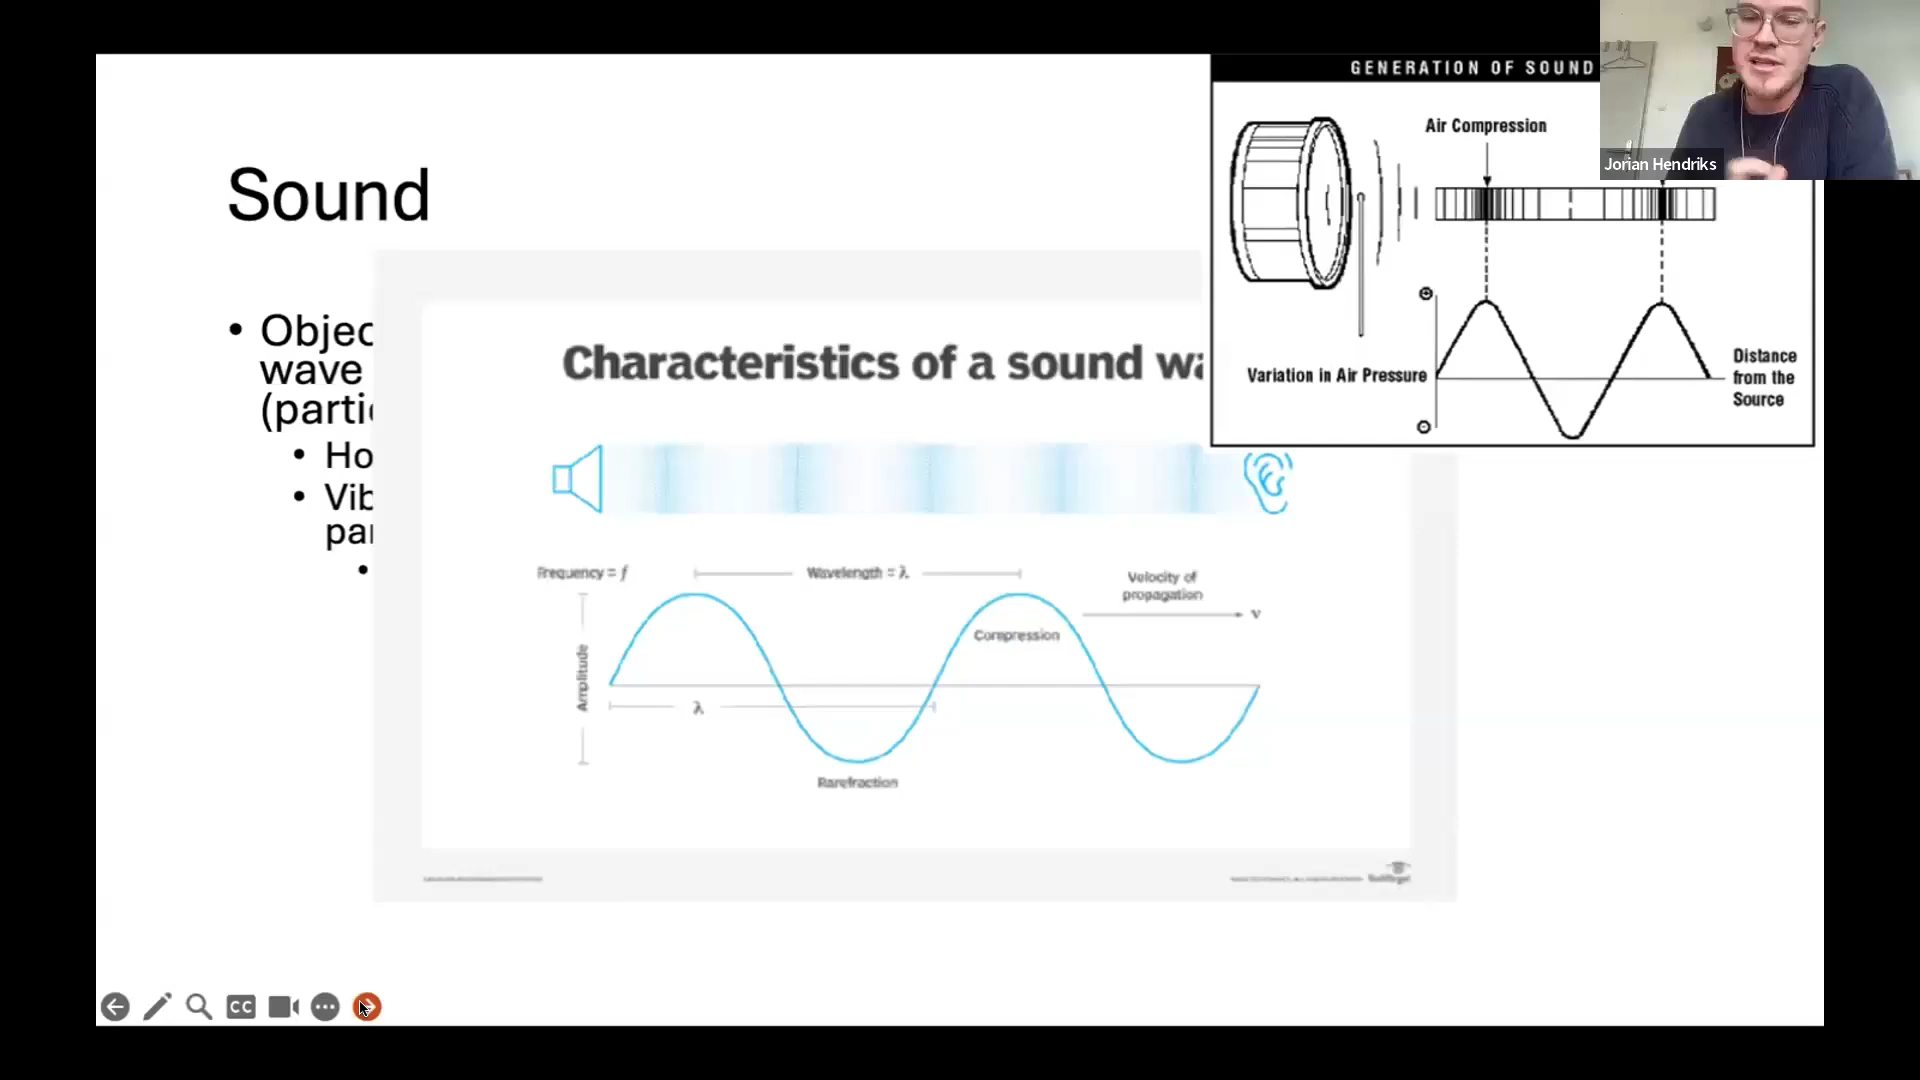 GENERATION OF SOUND
Air Compression
Jorian Hendriks
Sound
Variation in Air Pressure
Distance
from the
Source
• Objec
wave
(partic
• Ho
• Vib
par
•
Characteristics of a sound wa
Frequency = f
Wavelength = λ
Velocity of
propagation
v
Compression
Amplitude
λ
Rarefraction
CC